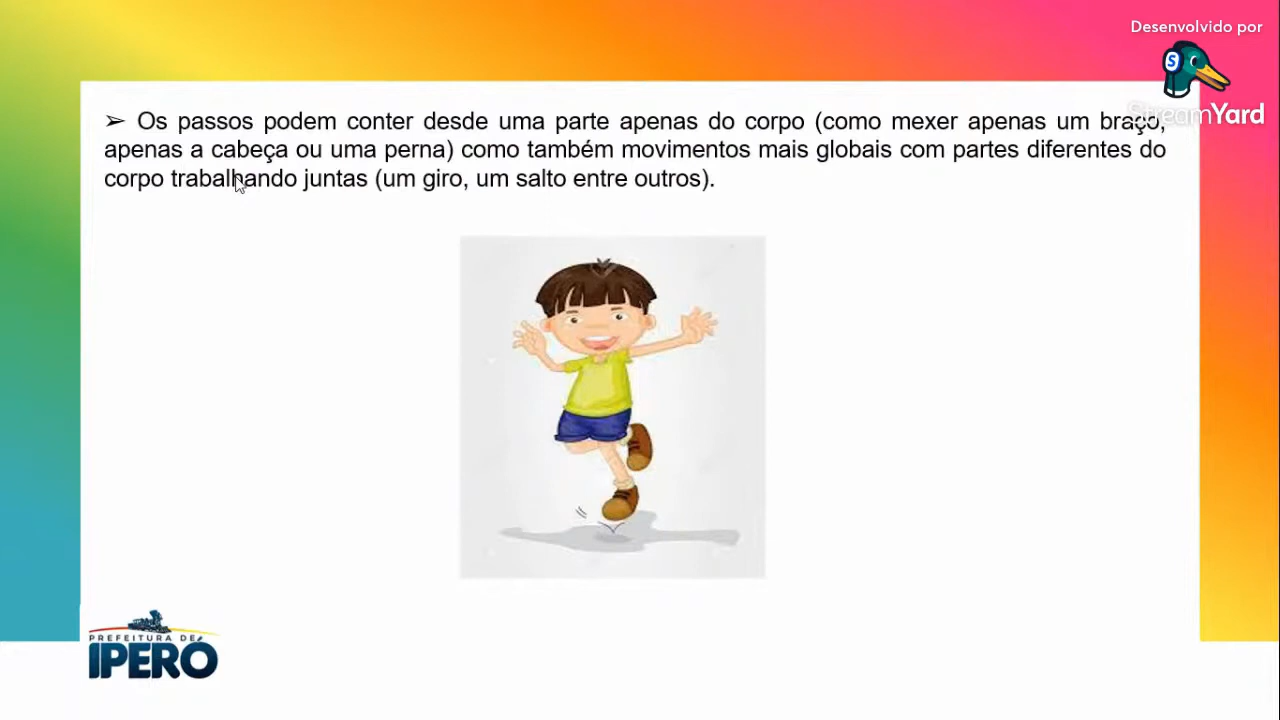 Desenvolvido por
StreamYard
➢ Os passos podem conter desde uma parte apenas do corpo (como mexer apenas um braço,
apenas a cabeça ou uma perna) como também movimentos mais globais com partes diferentes do
corpo trabalhando juntas (um giro, um salto entre outros).
PREFEITURA DE
IPERÓ